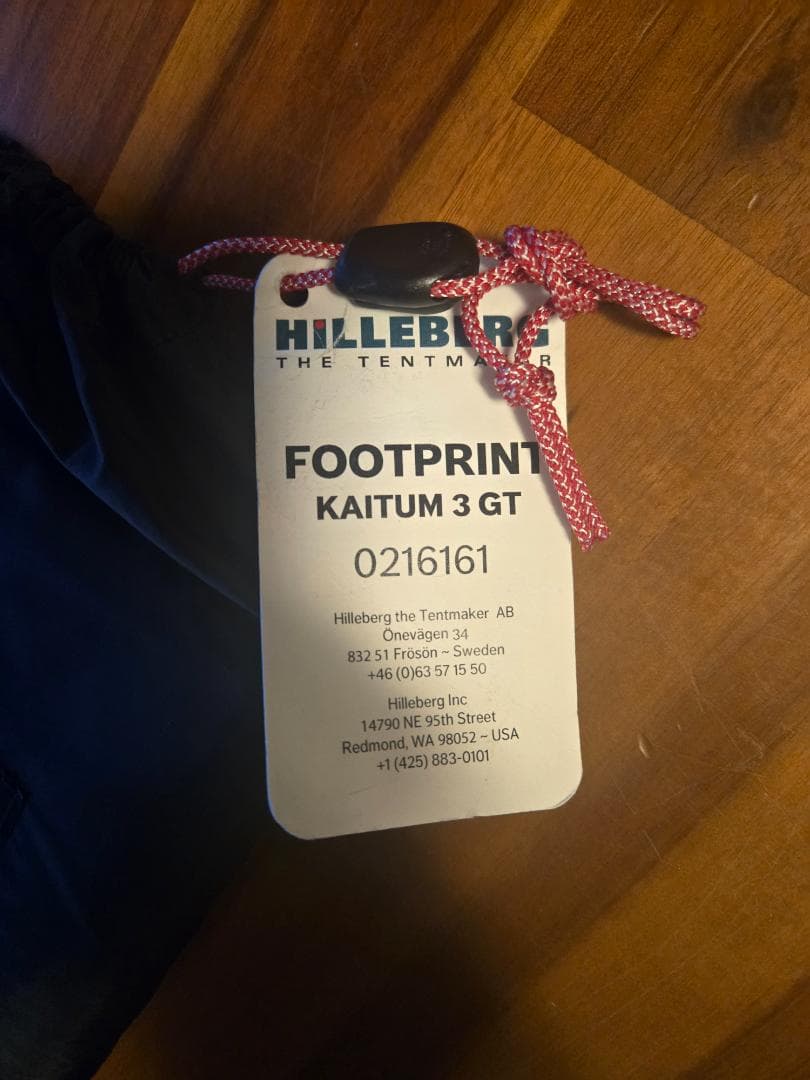 HILLEBERG
THE TENTMAKER
FOOTPRINT
KAITUM 3 GT
0216161
Hilleberg the Tentmaker AB
Önevägen 34
832 51 Frösön ~ Sweden
+46 (0)63 57 15 50
Hilleberg Inc
14790 NE 95th Street
Redmond, WA 98052 ~ USA
+1 (425) 883-0101